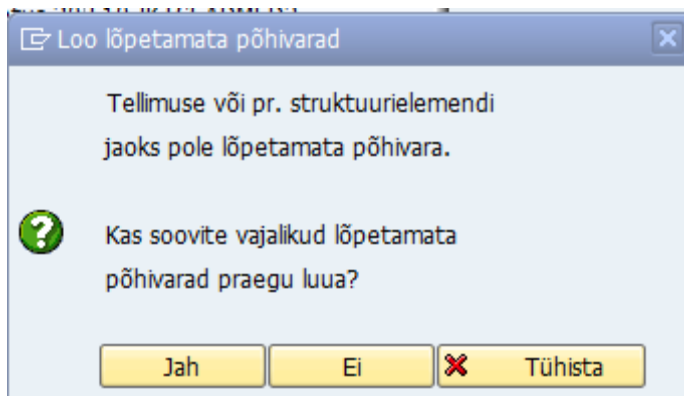 Loo lõpetamata põhivarad
Tellimuse või pr. struktuurielemendi
jaoks pole lõpetamata põhivara.
Kas soovite vajalikud lõpetamata
põhivarad praegu luua?
Jah
Ei
Tühista